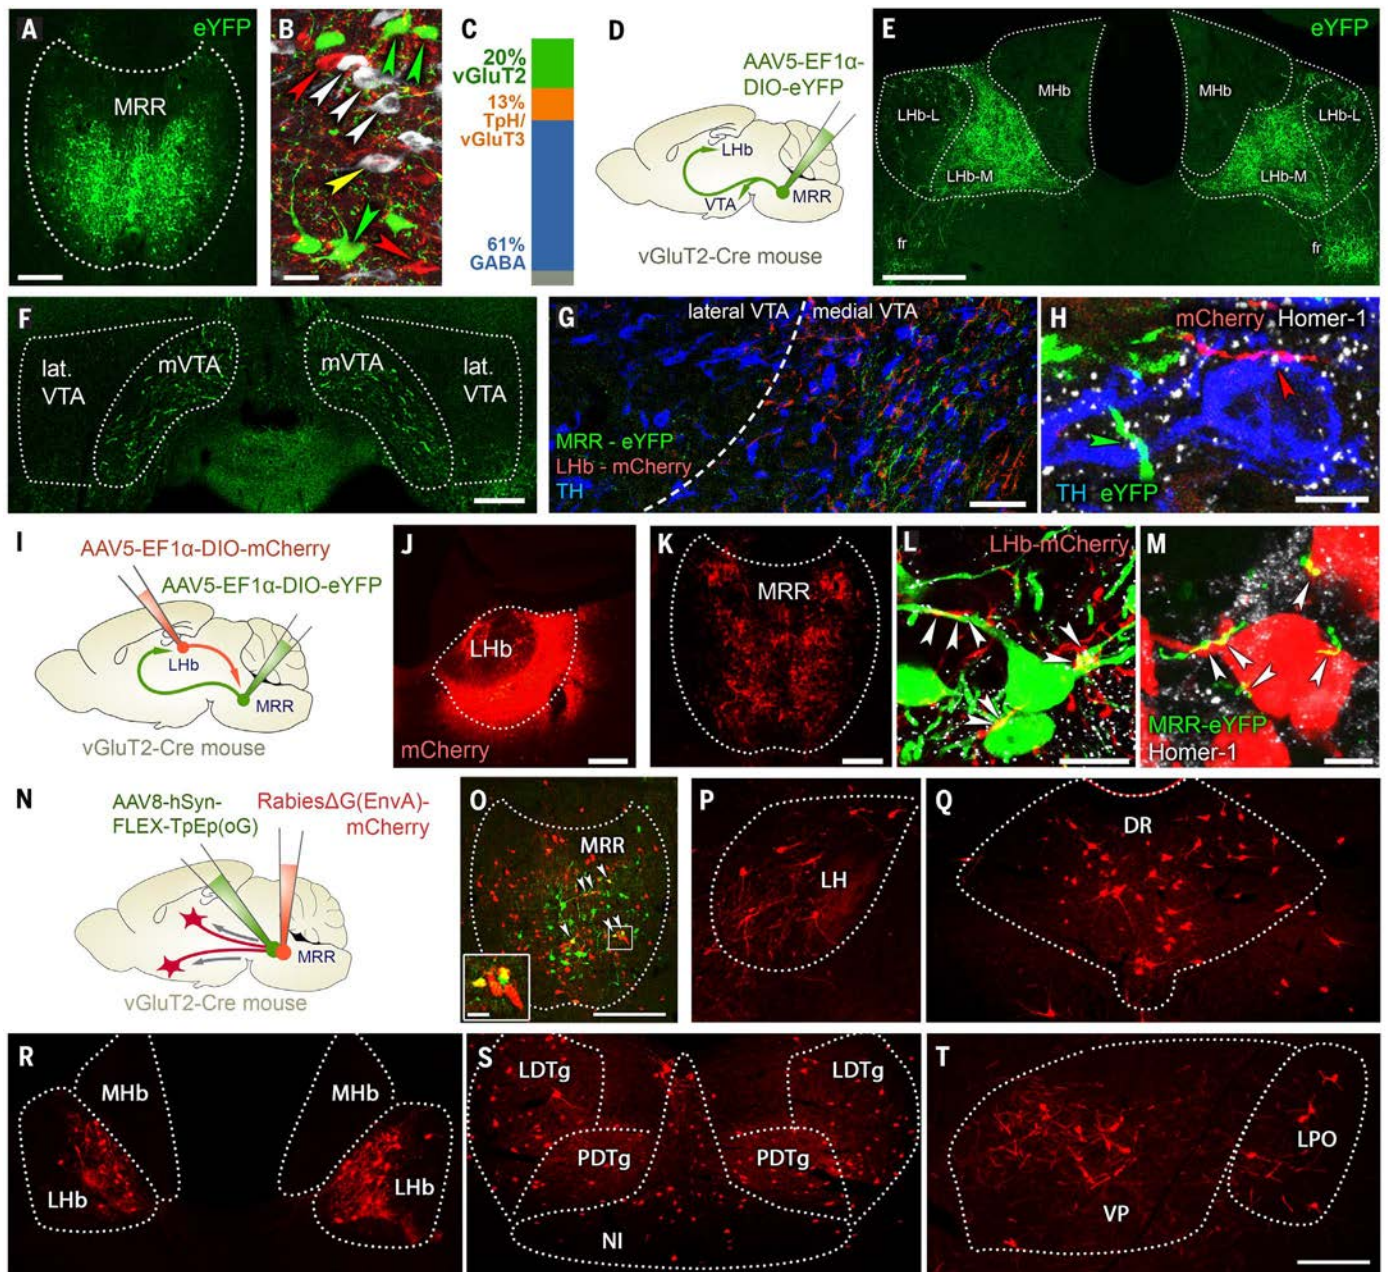 A
eYFP
MRR
B
C
20%
vGluT2
13%
TpH/
vGluT3
61%
GABA
D
AAV5-EF1α-
DIO-eYFP
LHb
VTA
MRR
vGluT2-Cre mouse
E
eYFP
MHb
MHb
LHb-L
LHb-L
LHb-M
LHb-M
fr
fr
F
lat.
VTA
mVTA
mVTA
lat.
VTA
G
lateral VTA
medial VTA
MRR - eYFP
LHb - mCherry
TH
H
mCherry Homer-1
TH eYFP
I
AAV5-EF1α-DIO-mCherry
AAV5-EF1α-DIO-eYFP
LHb
MRR
vGluT2-Cre mouse
J
LHb
mCherry
K
MRR
L
LHb-mCherry
M
MRR-eYFP
Homer-1
N
AAV8-hSyn-
FLEX-TpEp(oG)
RabiesΔG(EnvA)-
mCherry
MRR
vGluT2-Cre mouse
O
MRR
P
LH
Q
DR
R
MHb
MHb
LHb
LHb
S
LDTg
LDTg
PDTg
PDTg
NI
T
LPO
VP